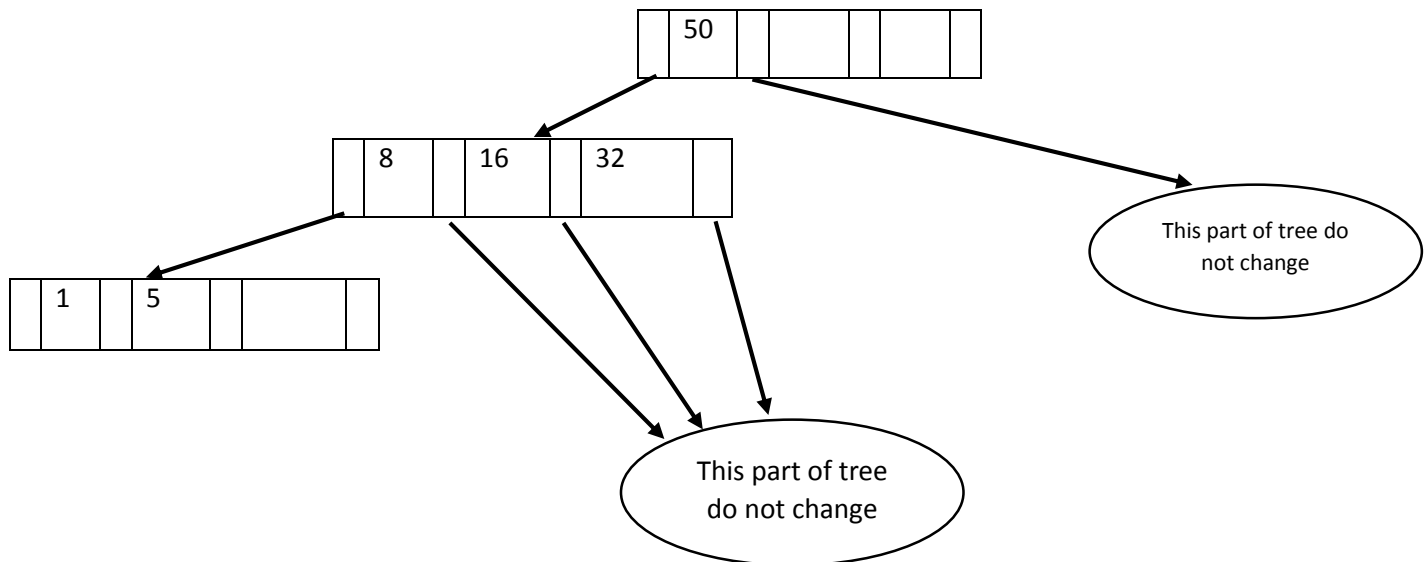 50
8 16 32
This part of tree do
not change
1 5
This part of tree
do not change